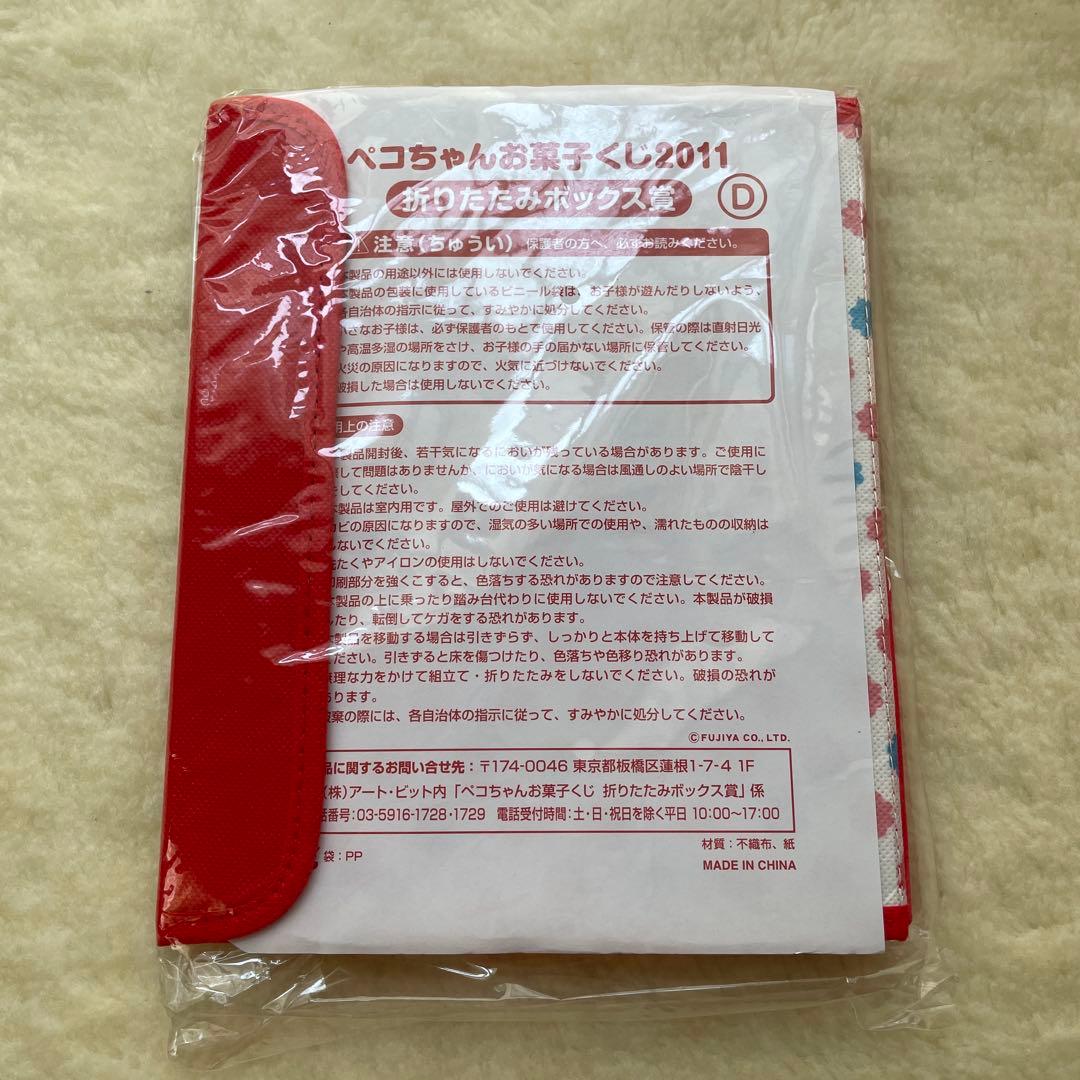 ペコちゃんお菓子くじ2011
折りたたみボックス賞 D
注意(ちゅうい) 保護者の方へ、必ずお読みください。
本製品の用途以外には使用しないでください。
本製品の包装に使用しているビニール袋は、お子様が遊んだりしないよう、
各自治体の指示に従って、すみやかに処分してください。
小さなお子様は、必ず保護者のもとで使用してください。保管の際は直射日光
や高温多湿の場所をさけ、お子様の手の届かない場所に保管してください。
火災の原因になりますので、火気に近づけないでください。
破損した場合は使用しないでください。
用上の注意
製品開封後、若干気になるにおいが残っている場合があります。ご使用に
して問題はありませんが、においが気になる場合は風通しのよい場所で陰干し
してください。
本製品は室内用です。屋外でのご使用は避けてください。
カビの原因になりますので、湿気の多い場所での使用や、濡れたものの収納は
しないでください。
たくやアイロンの使用はしないでください。
印刷部分を強くこすると、色落ちする恐れがありますので注意してください。
本製品の上に乗ったり踏み台代わりに使用しないでください。本製品が破損
したり、転倒してケガをする恐れがあります。
本製品を移動する場合は引きずらず、しっかりと本体を持ち上げて移動して
ください。引きずると床を傷つけたり、色落ちや色移り恐れがあります。
無理な力をかけて組立て・折りたたみをしないでください。破損の恐れが
あります。
破棄の際には、各自治体の指示に従って、すみやかに処分してください。
©FUJIYA CO., LTD.
品に関するお問い合せ先：〒174-0046 東京都板橋区蓮根1-7-4 1F
(株)アート・ビット内「ペコちゃんお菓子くじ 折りたたみボックス賞」係
話番号：03-5916-1728・1729 電話受付時間：土・日・祝日を除く平日 10:00〜17:00
袋：PP
材質：不織布、紙
MADE IN CHINA